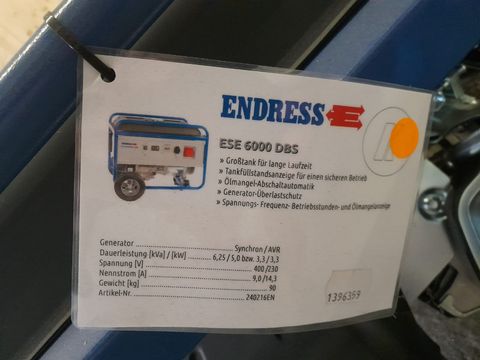 ENDRESS
ESE 6000 DBS
» Großtank für lange Laufzeit
» Tankfüllstandsanzeige für einen sicheren Betrieb
» Ölmangel-Abschaltautomatik
» Generator-Überlastschutz
» Spannungs- Frequenz- Betriebsstunden- und Ölmangelanzeige
Generator Synchron / AVR
Dauerleistung [kVa] / [kW] 6,25 / 5,0 bzw. 3,3 / 3,3
Spannung [V] 400 /230
Nennstrom [A] 9,0 /14,3
Gewicht [kg] 90
Artikel-Nr. 240216EN
1396359